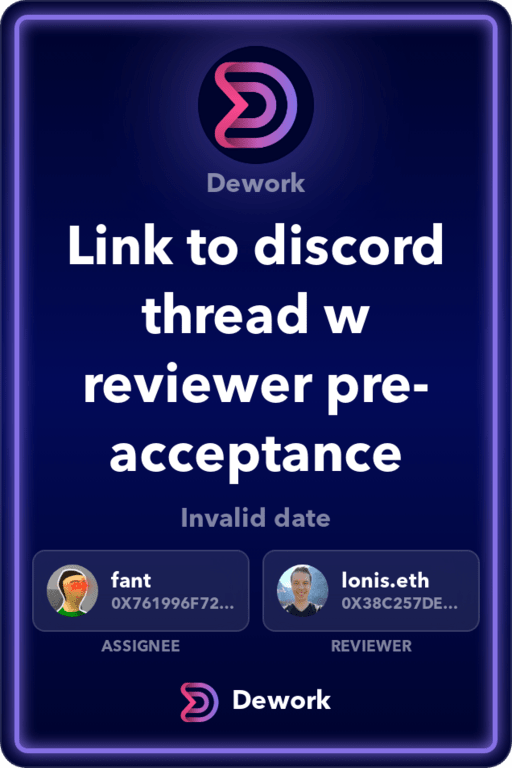 Dework
Link to discord
thread w
reviewer pre-
acceptance
Invalid date
fant
0X761996F72...
ASSIGNEE
lonis.eth
0X38C257DE...
REVIEWER
Dework